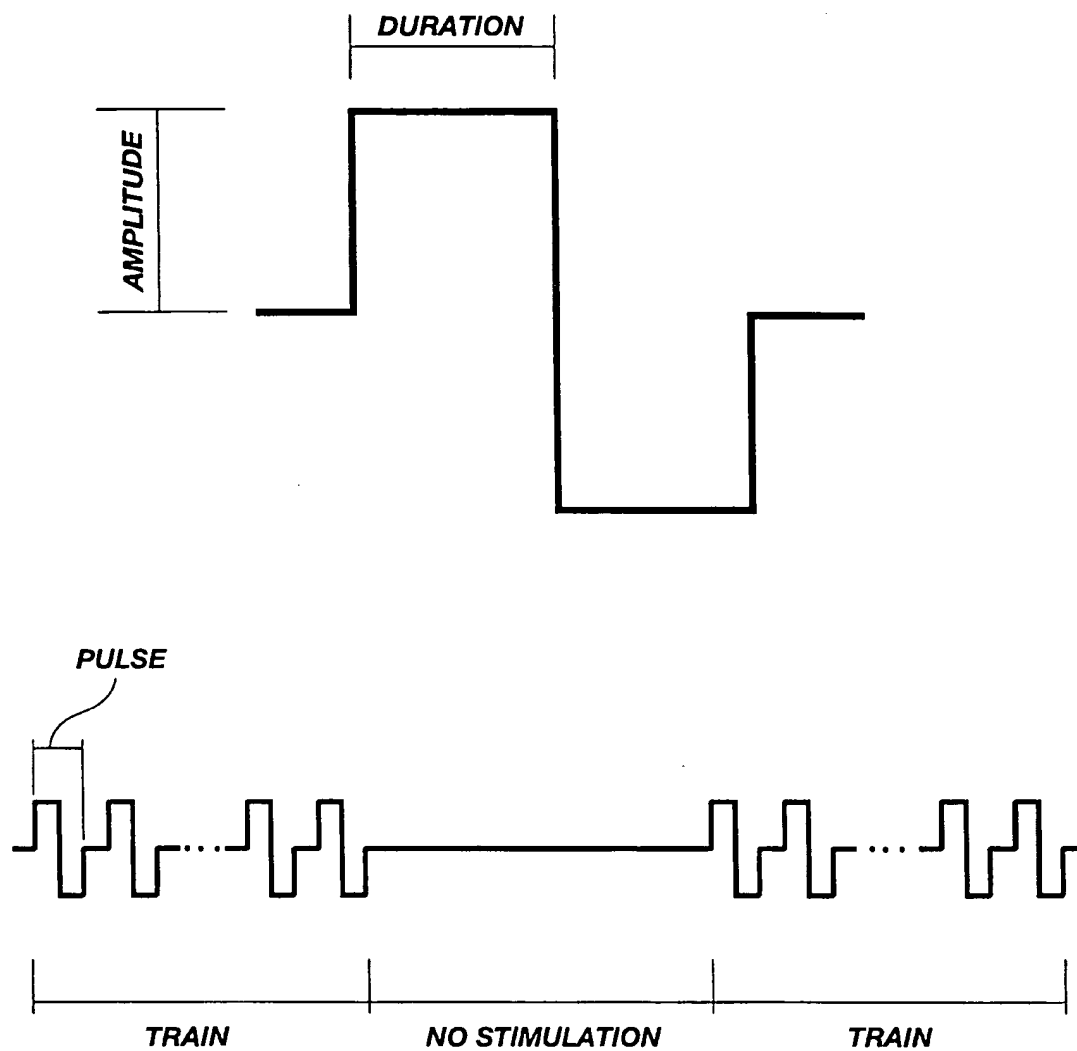 DURATION
AMPLITUDE
PULSE
TRAIN
NO STIMULATION
TRAIN